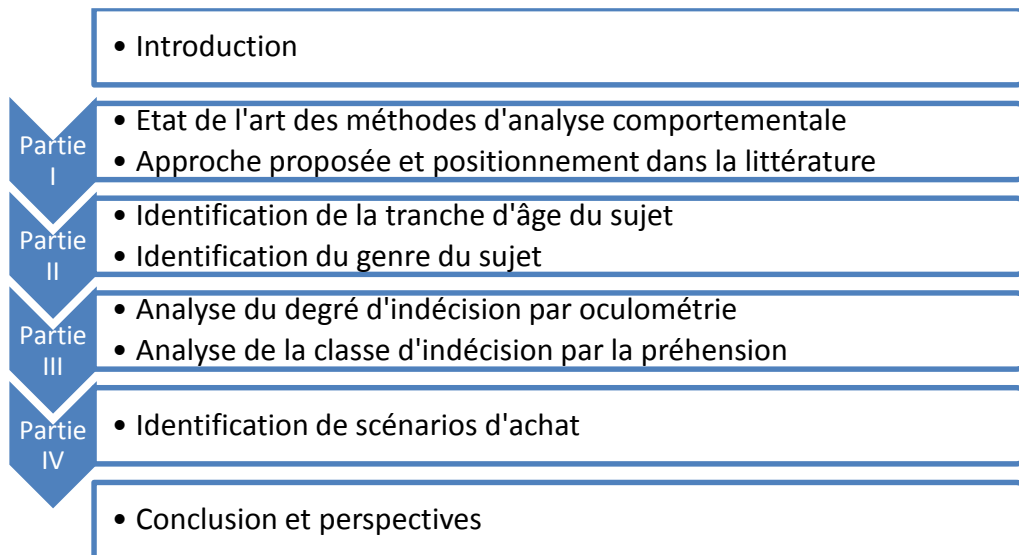 • Introduction
Partie
I
• Etat de l'art des méthodes d'analyse comportementale
• Approche proposée et positionnement dans la littérature
Partie
II
• Identification de la tranche d'âge du sujet
• Identification du genre du sujet
Partie
III
• Analyse du degré d'indécision par oculométrie
• Analyse de la classe d'indécision par la préhension
Partie
IV
• Identification de scénarios d'achat
• Conclusion et perspectives